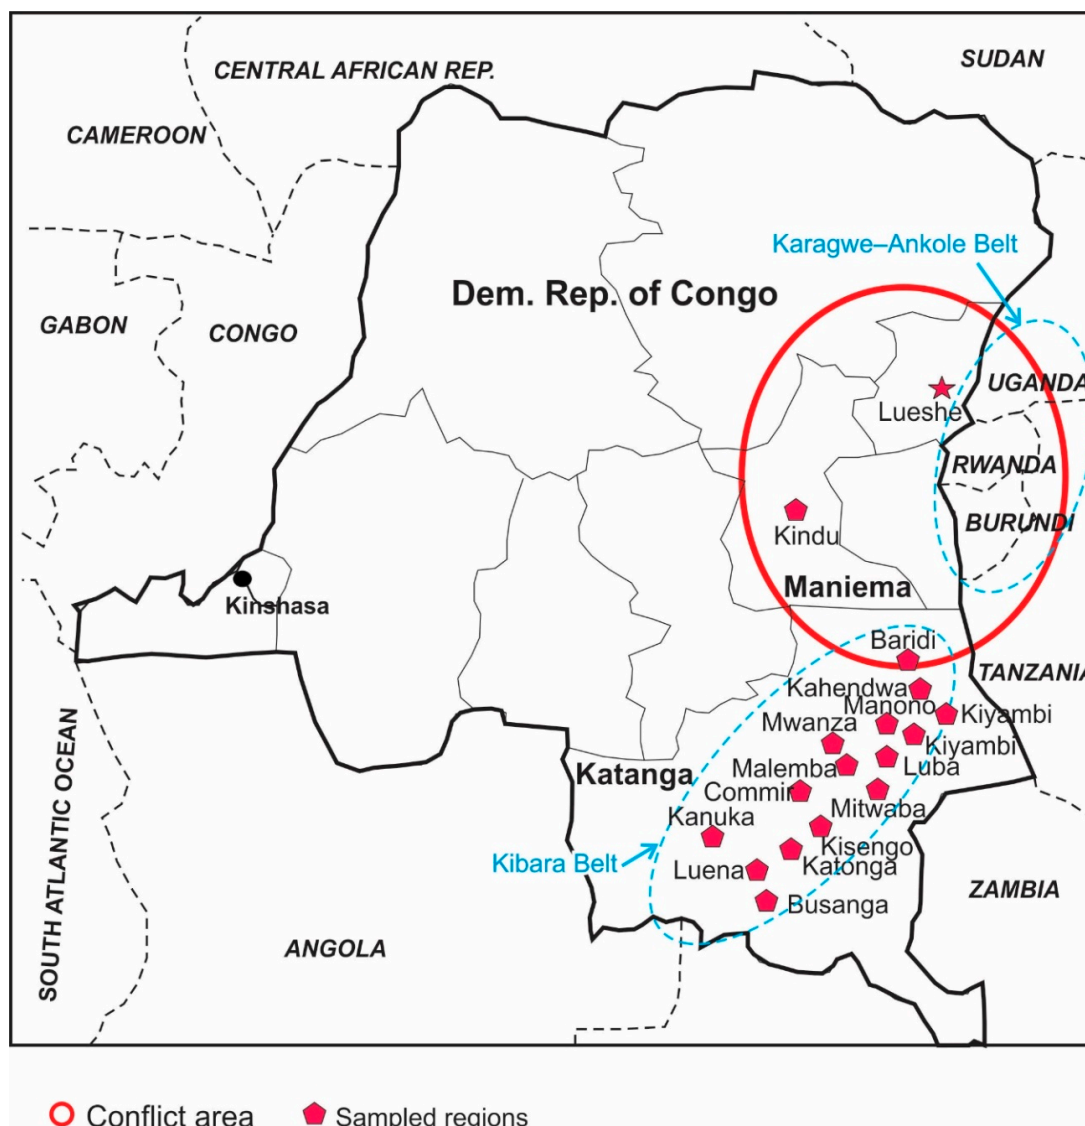 SUDAN
CENTRAL AFRICAN REP.
CAMEROON
Karagwe–Ankole Belt
Dem. Rep. of Congo
GABON
CONGO
UGANDA
Lueshe
RWANDA
BURUNDI
Kindu
Maniema
Kinshasa
Baridi
TANZANIA
Kahendwa
Manono
Kiyambi
Mwanza
Kiyambi
Luba
Malemba
Katanga
Commir
Mitwaba
Kanuka
Kisengo
Kibara Belt
Katonga
Luena
ZAMBIA
Busanga
SOUTH ATLANTIC OCEAN
ANGOLA
Conflict area
Sampled regions